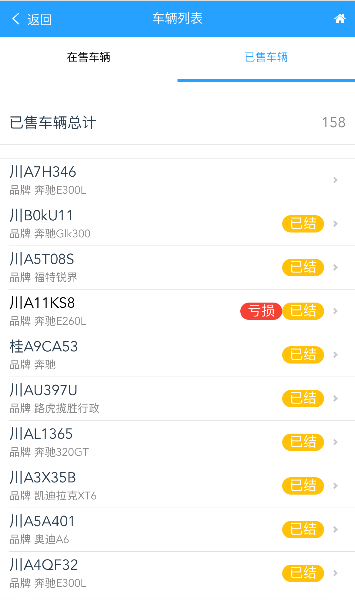 返回 车辆列表
在售车辆 已售车辆
已售车辆总计 158
川A7H346
品牌 奔驰E300L
川B0kU11 已结
品牌 奔驰Glk300
川A5T08S 已结
品牌 福特锐界
川A11KS8 亏损 已结
品牌 奔驰E260L
桂A9CA53 已结
品牌 奔驰
川AU397U 已结
品牌 路虎揽胜行政
川AL1365 已结
品牌 奔驰320GT
川A3X35B 已结
品牌 凯迪拉克XT6
川A5A401 已结
品牌 奥迪A6
川A4QF32 已结
品牌 奔驰E300L